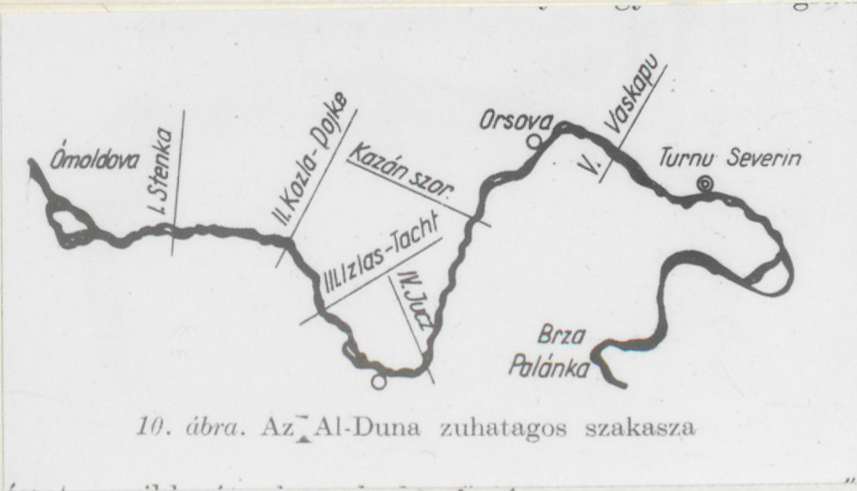 Ómoldova
I. Stenka
II. Kozla-Dojke
Kazán szor.
III. Izlas-Tacht
IV. Jucz
Orsova
V. Vaskapu
Turnu Severin
Brza
Palánka
10. ábra. Az Al-Duna zuhatagos szakasza